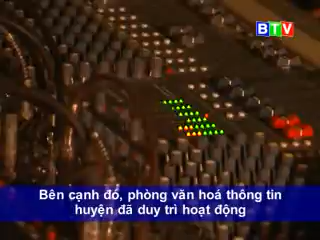 BTV
Bên cạnh đó, phòng văn hoá thông tin
huyện đã duy trì hoạt động